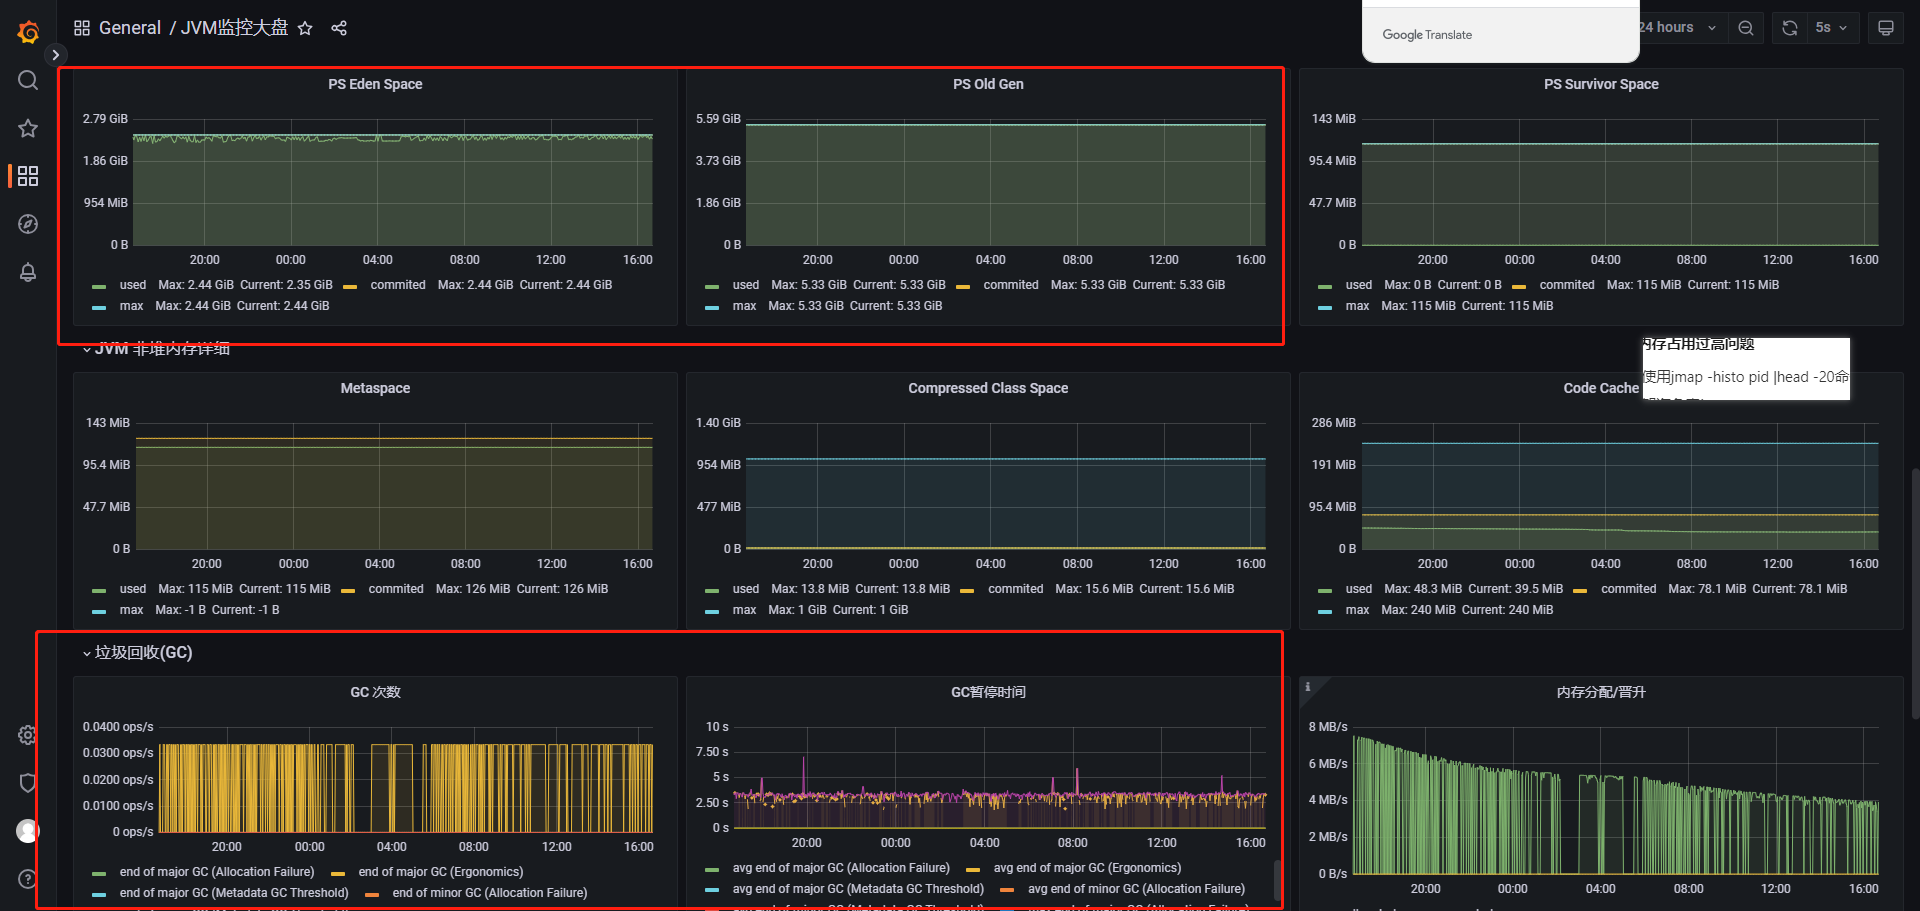 General / JVM监控大盘
Google Translate
24 hours
5s
PS Eden Space
2.79 GiB
1.86 GiB
954 MiB
0 B
20:00 00:00 04:00 08:00 12:00 16:00
used Max: 2.44 GiB Current: 2.35 GiB commited Max: 2.44 GiB Current: 2.44 GiB
max Max: 2.44 GiB Current: 2.44 GiB
PS Old Gen
5.59 GiB
3.73 GiB
1.86 GiB
0 B
20:00 00:00 04:00 08:00 12:00 16:00
used Max: 5.33 GiB Current: 5.33 GiB commited Max: 5.33 GiB Current: 5.33 GiB
max Max: 5.33 GiB Current: 5.33 GiB
PS Survivor Space
143 MiB
95.4 MiB
47.7 MiB
0 B
20:00 00:00 04:00 08:00 12:00 16:00
used Max: 0 B Current: 0 B commited Max: 115 MiB Current: 115 MiB
max Max: 115 MiB Current: 115 MiB
JVM 非堆内存详细
内存占用过高问题
使用jmap -histo pid |head -20命
Metaspace
143 MiB
95.4 MiB
47.7 MiB
0 B
20:00 00:00 04:00 08:00 12:00 16:00
used Max: 115 MiB Current: 115 MiB commited Max: 126 MiB Current: 126 MiB
max Max: -1 B Current: -1 B
Compressed Class Space
1.40 GiB
954 MiB
477 MiB
0 B
20:00 00:00 04:00 08:00 12:00 16:00
used Max: 13.8 MiB Current: 13.8 MiB commited Max: 15.6 MiB Current: 15.6 MiB
max Max: 1 GiB Current: 1 GiB
Code Cache
286 MiB
191 MiB
95.4 MiB
0 B
20:00 00:00 04:00 08:00 12:00 16:00
used Max: 48.3 MiB Current: 39.5 MiB commited Max: 78.1 MiB Current: 78.1 MiB
max Max: 240 MiB Current: 240 MiB
垃圾回收(GC)
GC 次数
0.0400 ops/s
0.0300 ops/s
0.0200 ops/s
0.0100 ops/s
0 ops/s
20:00 00:00 04:00 08:00 12:00 16:00
end of major GC (Allocation Failure) end of major GC (Ergonomics)
end of major GC (Metadata GC Threshold) end of minor GC (Allocation Failure)
GC暂停时间
10 s
7.50 s
5 s
2.50 s
0 s
20:00 00:00 04:00 08:00 12:00 16:00
avg end of major GC (Allocation Failure) avg end of major GC (Ergonomics)
avg end of major GC (Metadata GC Threshold) avg end of minor GC (Allocation Failure)
内存分配/晋升
8 MB/s
6 MB/s
4 MB/s
2 MB/s
0 B/s
20:00 00:00 04:00 08:00 12:00 16:00